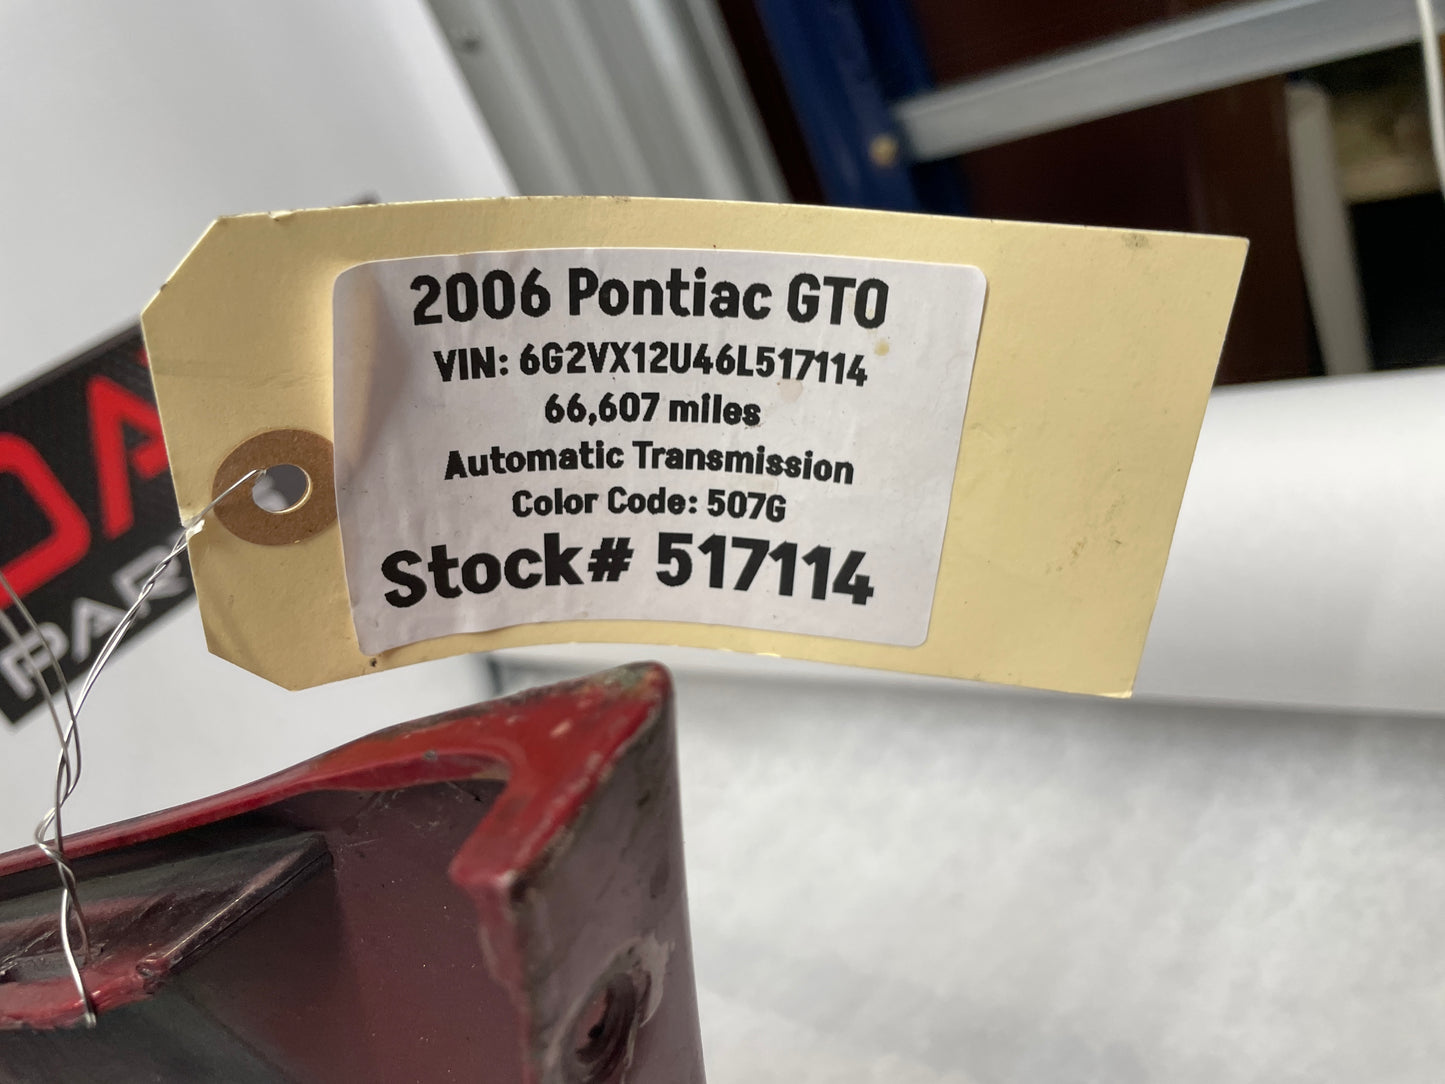 2006 Pontiac GTO
VIN: 6G2VX12U46L517114
66,607 miles
Automatic Transmission
Color Code: 507G
Stock# 517114